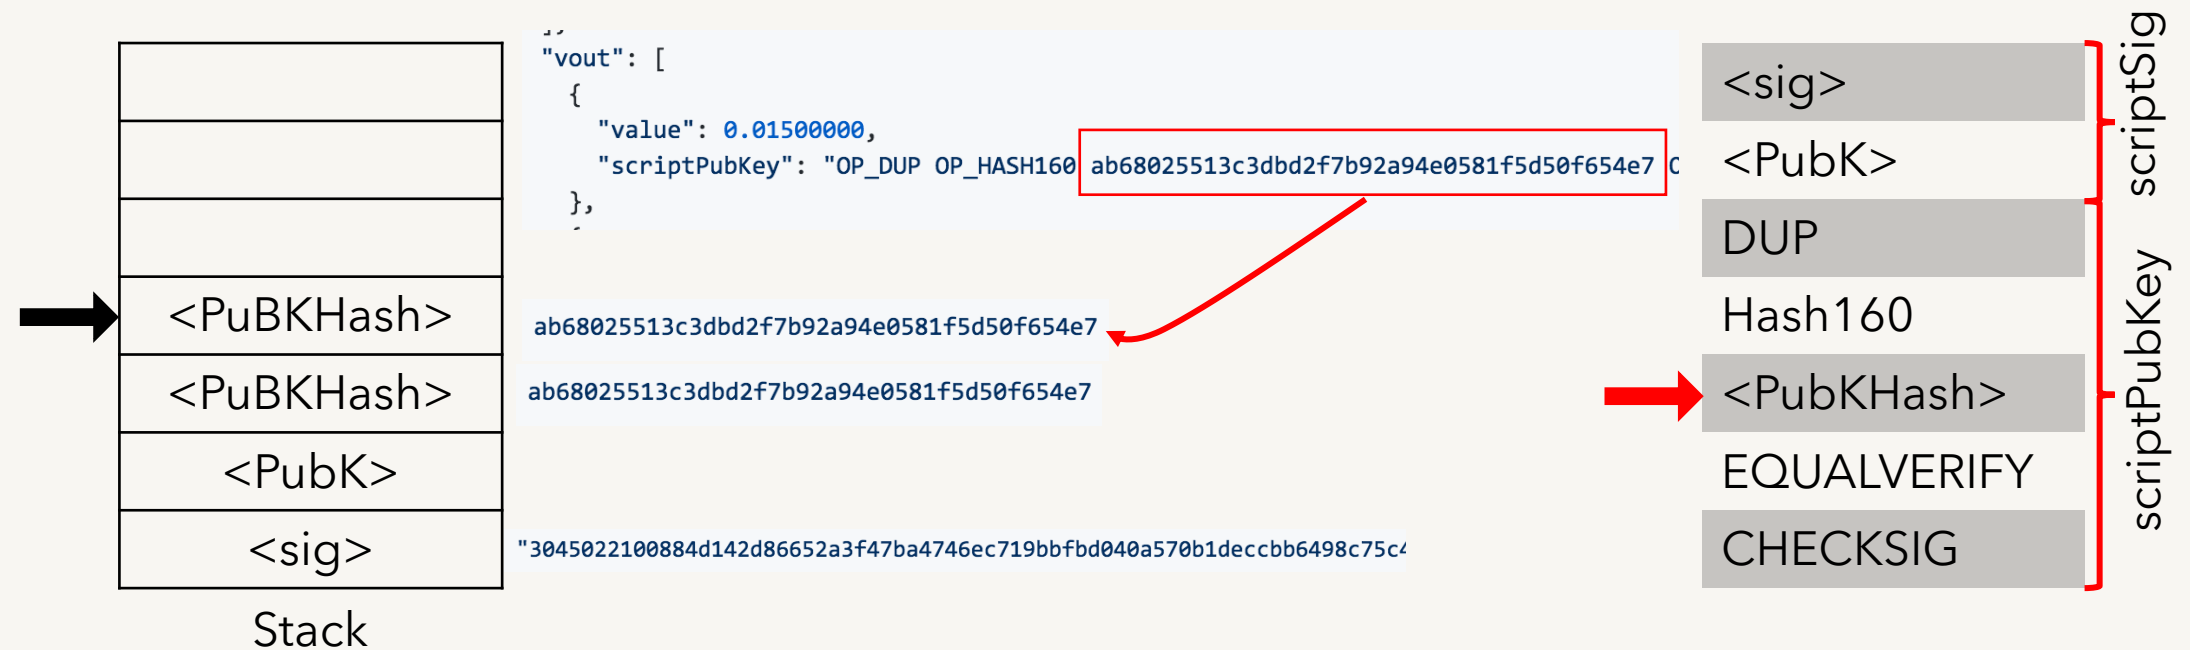 ],
"vout": [
{
"value": 0.01500000,
"scriptPubKey": "OP_DUP OP_HASH160 ab68025513c3dbd2f7b92a94e0581f5d50f654e7
},
<PuBKHash>
ab68025513c3dbd2f7b92a94e0581f5d50f654e7
<PuBKHash>
ab68025513c3dbd2f7b92a94e0581f5d50f654e7
<PubK>
<sig>
"3045022100884d142d86652a3f47ba4746ec719bbfbd040a570b1deccbb6498c75c4
Stack
<sig>
<PubK>
DUP
Hash160
<PubKHash>
EQUALVERIFY
CHECKSIG
scriptSig
scriptPubKey